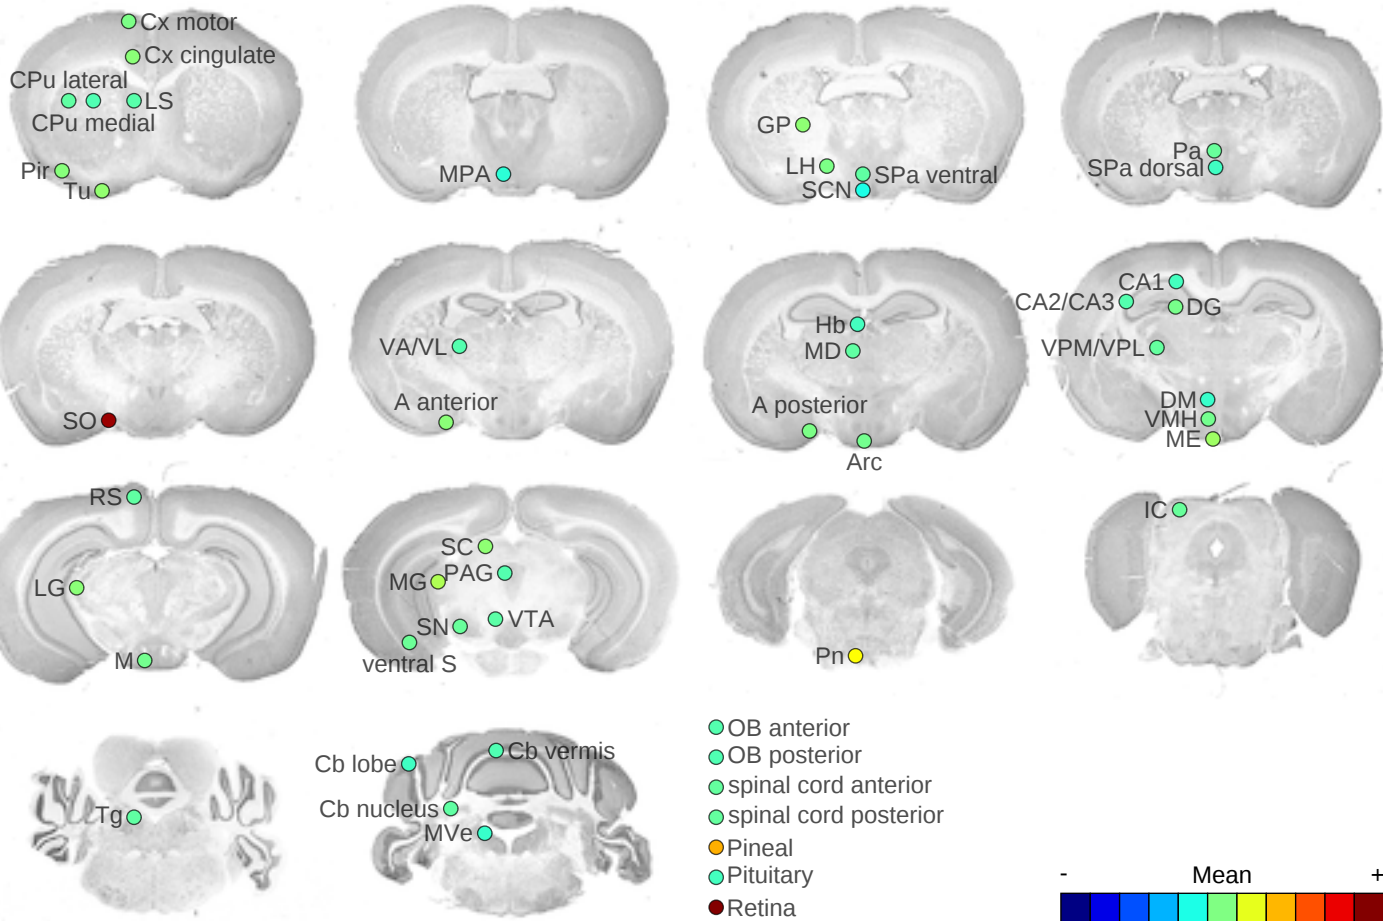 Cx motor
Cx cingulate
CPu lateral
LS
CPu medial
Pir
Tu
MPA
GP
LH
SPa ventral
SCN
Pa
SPa dorsal
SO
VA/VL
A anterior
Hb
MD
A posterior
Arc
CA1
CA2/CA3
DG
VPM/VPL
DM
VMH
ME
RS
LG
M
SC
MG
PAG
SN
VTA
ventral S
Pn
IC
Tg
Cb lobe
Cb vermis
Cb nucleus
MVe
OB anterior
OB posterior
spinal cord anterior
spinal cord posterior
Pineal
Pituitary
Retina
- Mean +